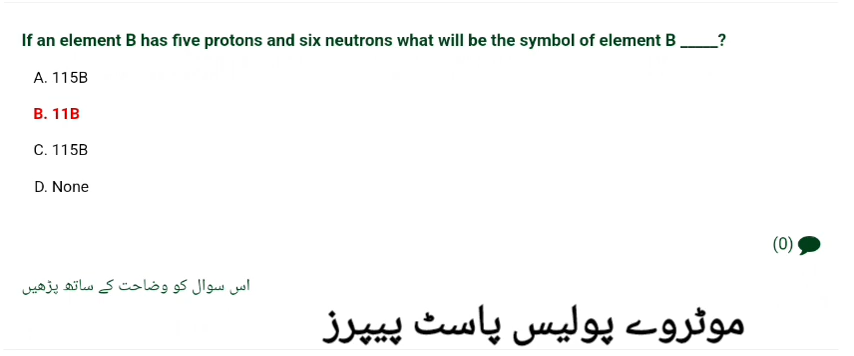 If an element B has five protons and six neutrons what will be the symbol of element B _____?
A. 115B
B. 11B
C. 115B
D. None
(0)
اس سوال کو وضاحت کے ساتھ پڑھیں
موٹروے پولیس پاسٹ پیپرز